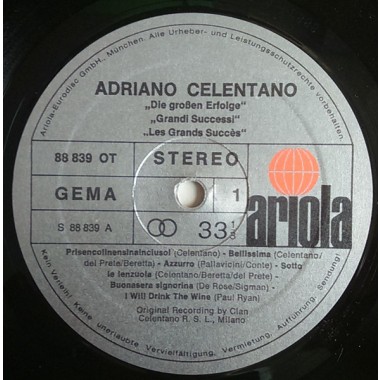 Ariola-Eurodisc GmbH., München. Alle Urheber- und Leistungsschutzrechte vorbehalten.
ADRIANO CELENTANO
„Die großen Erfolge"
„Grandi Successi"
„Les Grands Succès"
88 839 OT
STEREO
GEMA
1
S 88 839 A
33 1/3
ariola
Prisencolinensinainciusol (Celentano) - Bellissima (Celentano/
del Prete/Beretta) - Azzurro (Pallavicini/Conte) - Sotto
le lenzuola (Celentano/Beretta/del Prete) -
Buonasera signorina (De Rose/Sigman) -
I Will Drink The Wine (Paul Ryan)
Original Recording by Clan
Celentano R. S. L., Milano
Kein Verleih! Keine unerlaubte Vervielfältigung, Vermietung, Aufführung, Sendung!